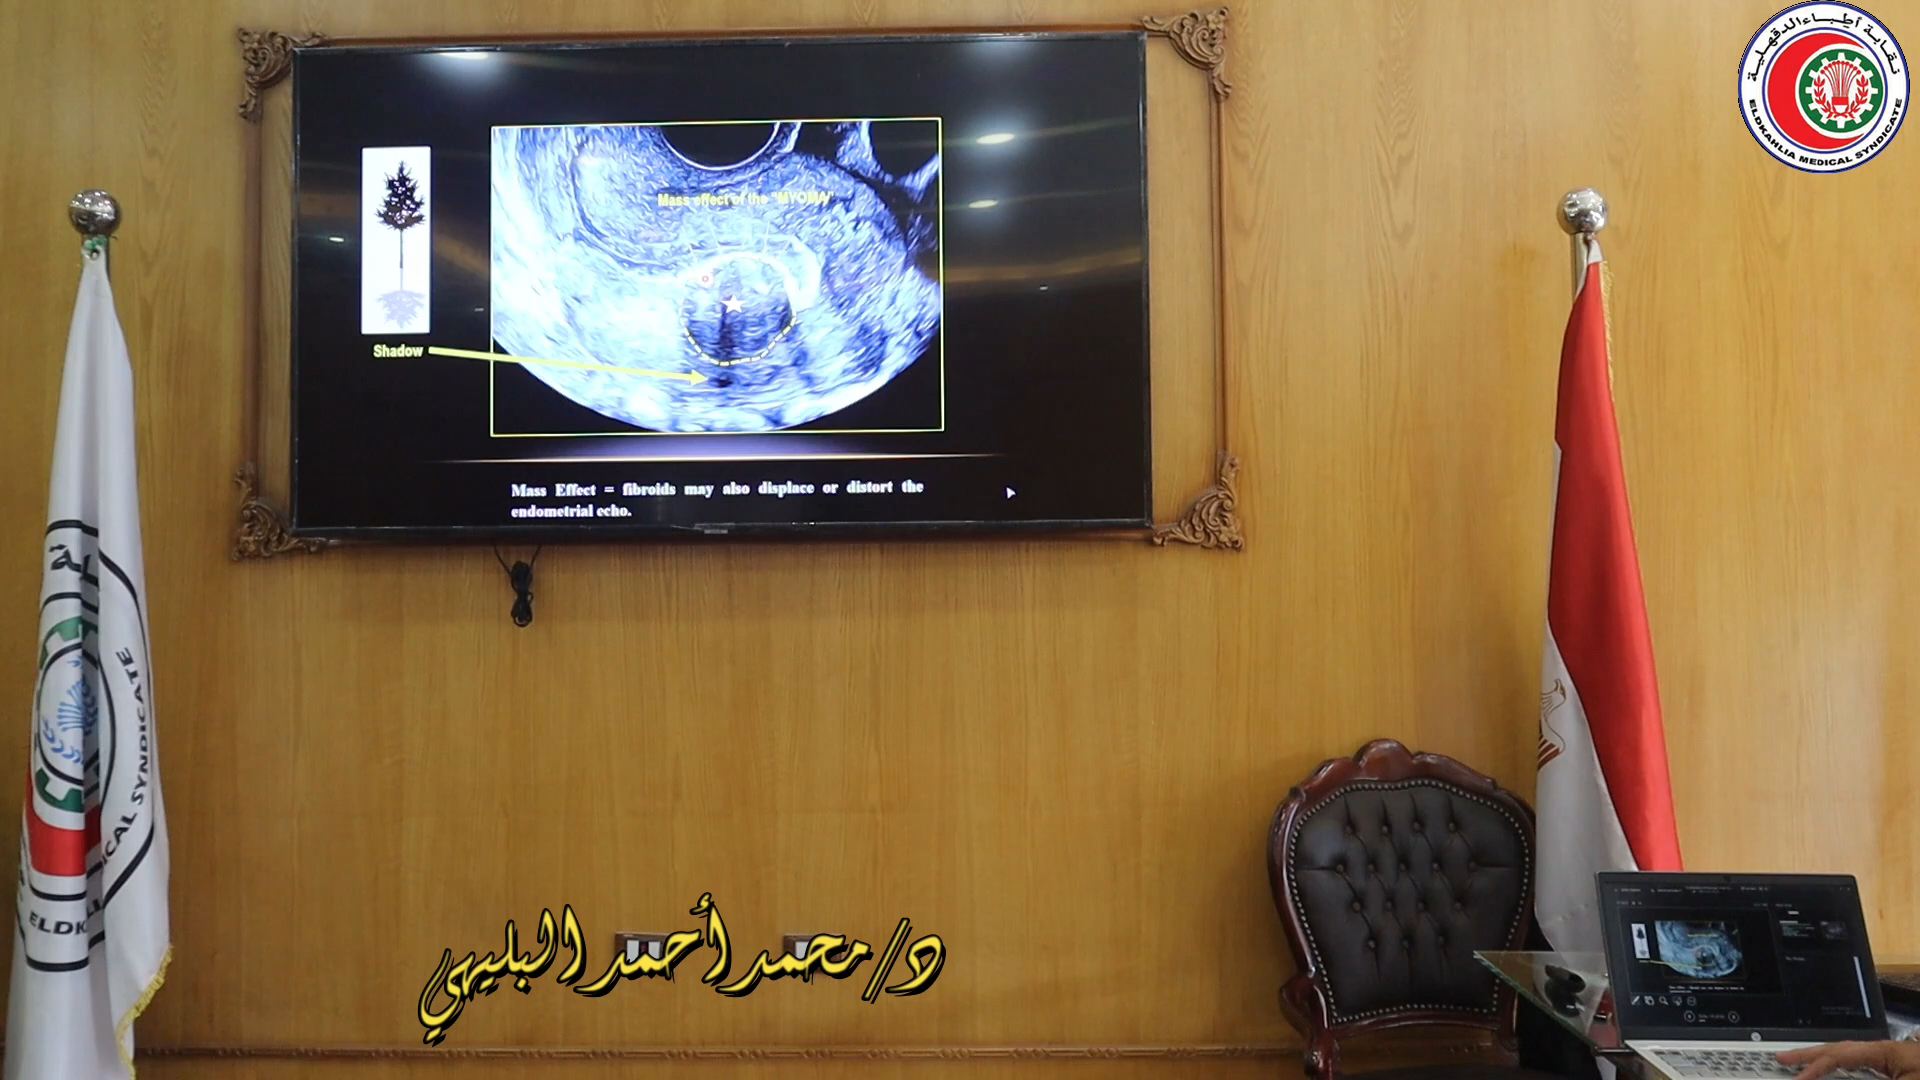 نقابة أطباء الدقهلية
ELDKAHLIA MEDICAL SYNDICATE
Mass effect of the "MYOMA"
Shadow
Mass Effect = fibroids may also displace or distort the
endometrial echo.
د/محمد أحمد البليهي